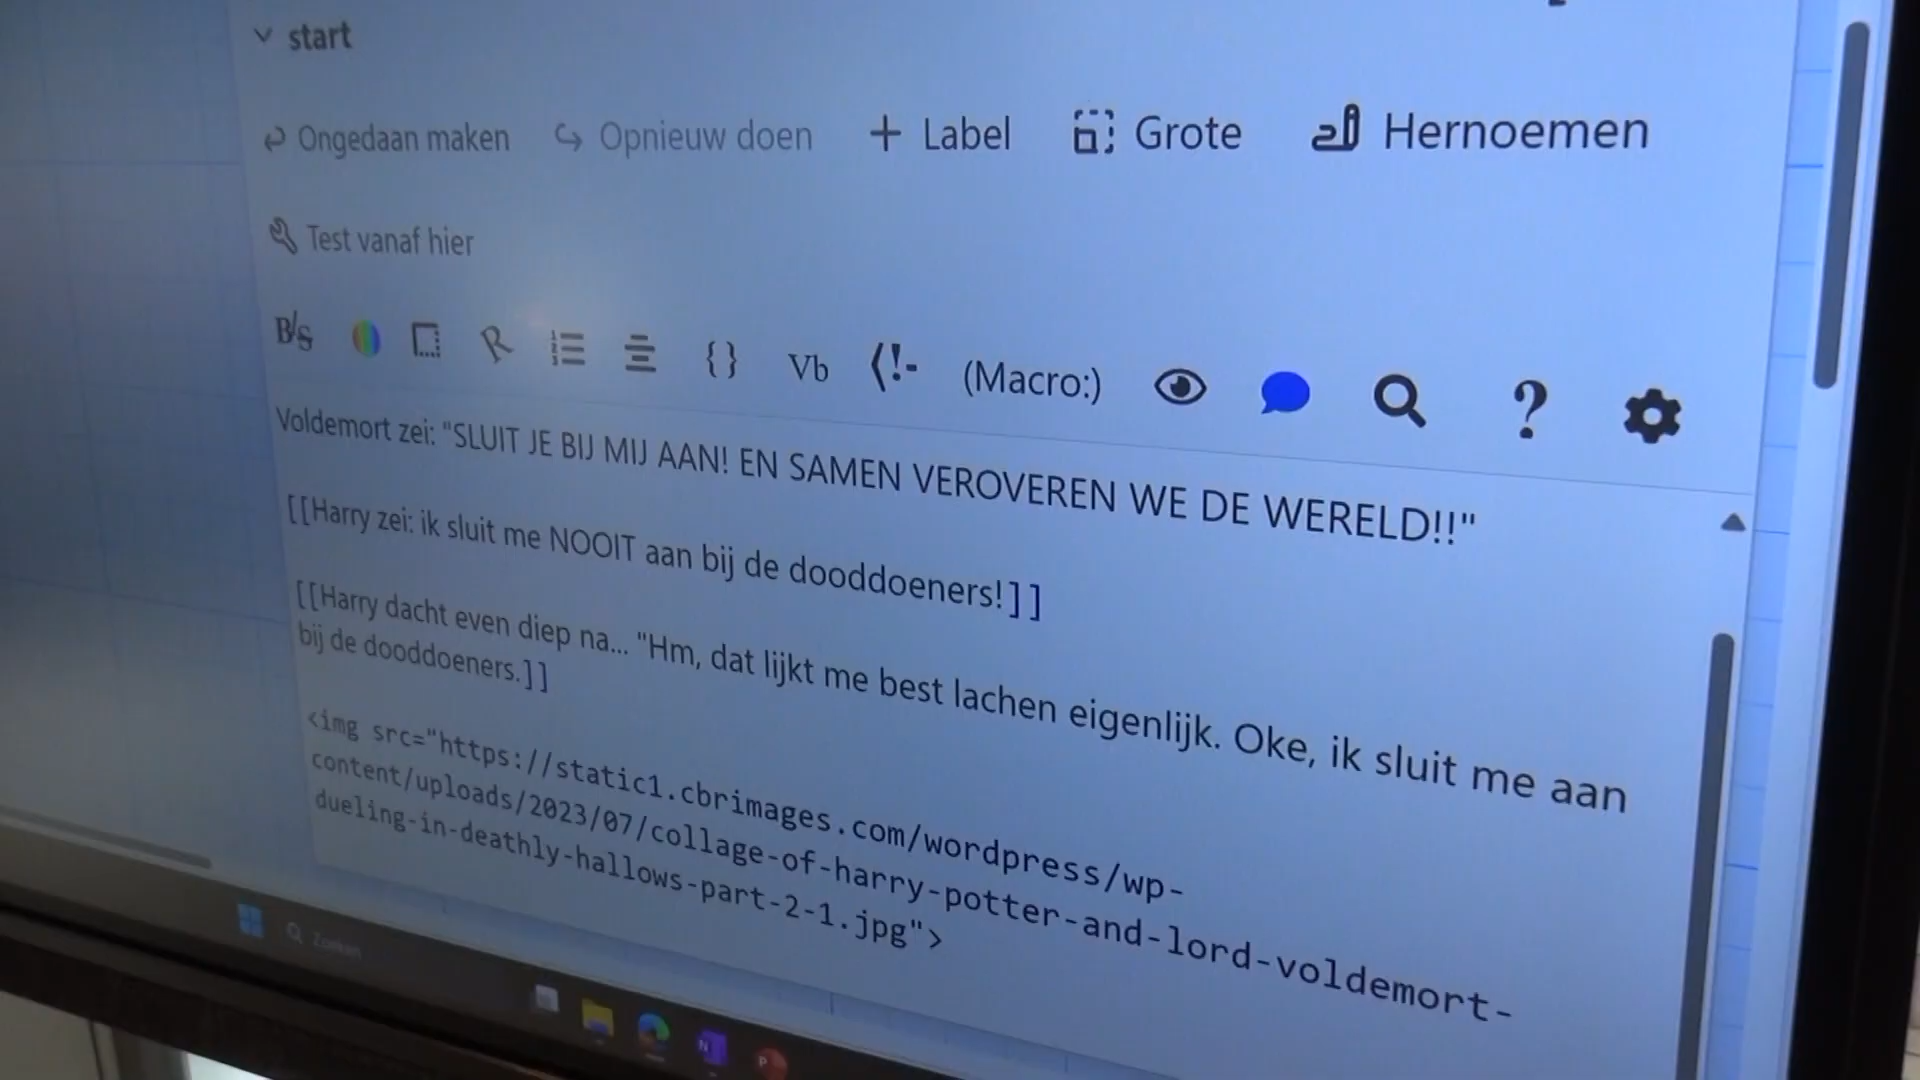 start
Ongedaan maken Opnieuw doen + Label Grote Hernoemen
Test vanaf hier
{} Vb (!- (Macro:) ?
Voldemort zei: "SLUIT JE BIJ MIJ AAN! EN SAMEN VEROVEREN WE DE WERELD!!"
[[Harry zei: ik sluit me NOOIT aan bij de dooddoeners!]]
[[Harry dacht even diep na... "Hm, dat lijkt me best lachen eigenlijk. Oke, ik sluit me aan
bij de dooddoeners.]]
<img src="https://static1.cbrimages.com/wordpress/wp-
content/uploads/2023/07/collage-of-harry-potter-and-lord-voldemort-
dueling-in-deathly-hallows-part-2-1.jpg">
Zoeken